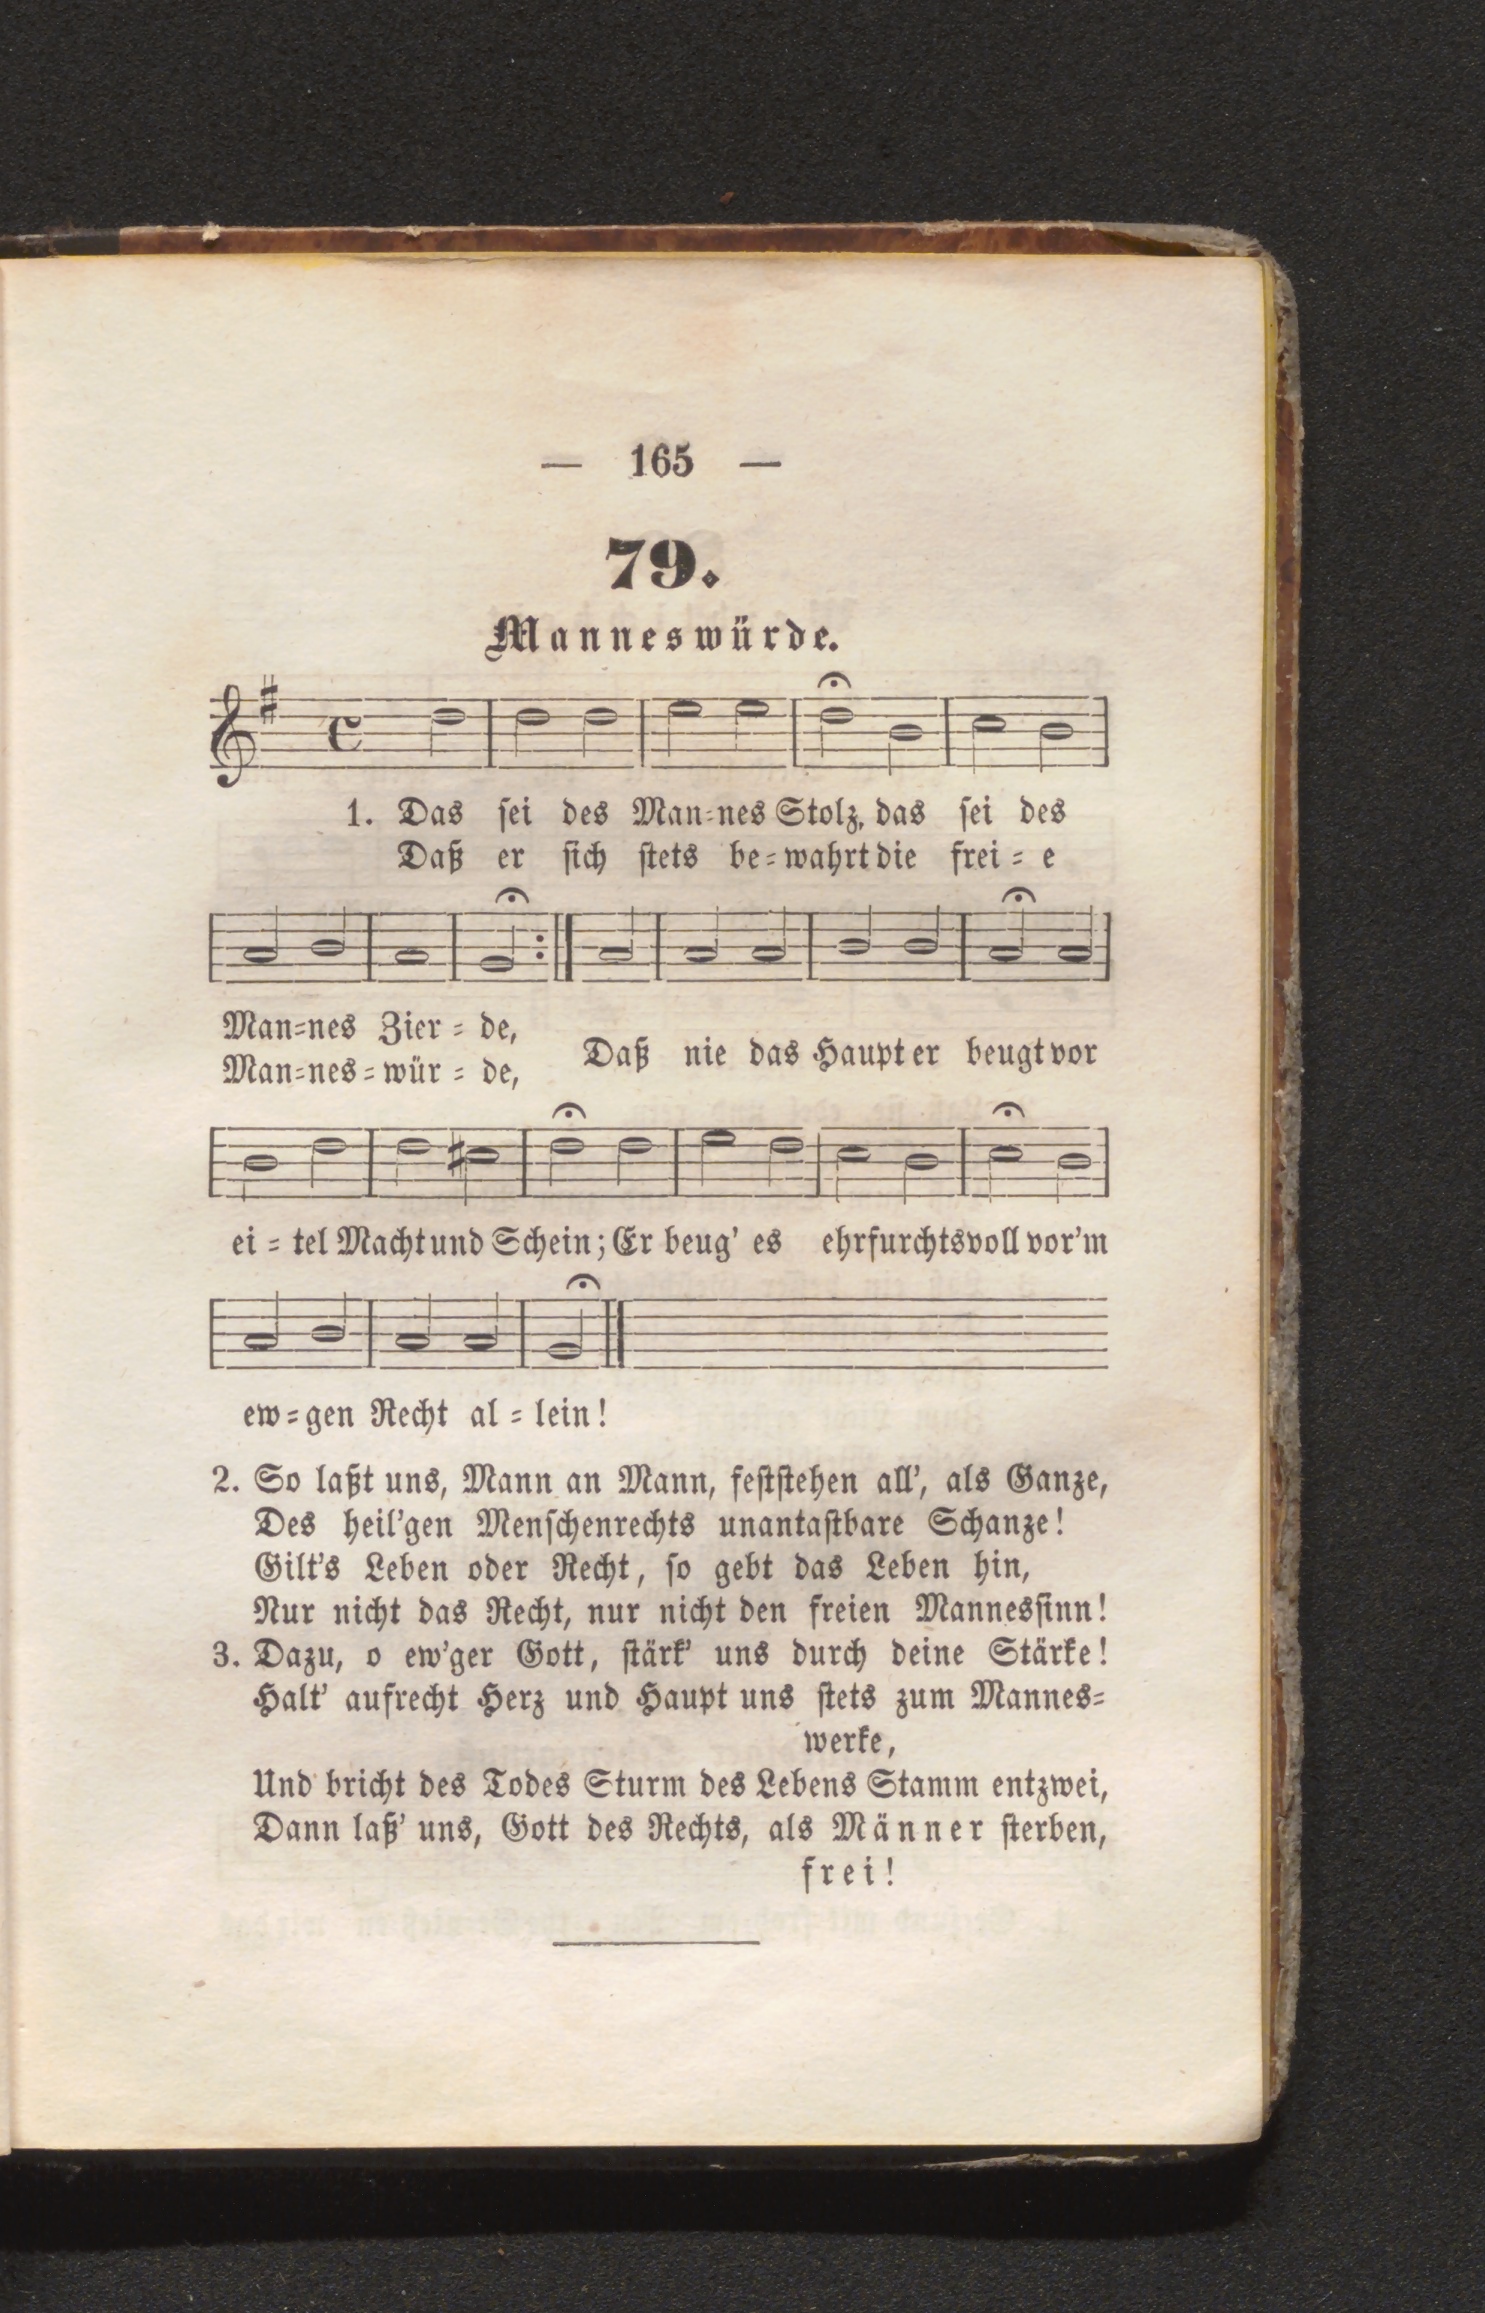 — 165 —
79.
Manneswürde.
1. Das ſei des Man=nes Stolz, das ſei des
Daß er ſich ſtets be=wahrt die frei=e
Man=nes Zier=de,
Man=nes=wür=de,
Daß nie das Haupt er beugt vor
ei=tel Macht und Schein; Er beug' es ehrfurchtsvoll vor'm
ew=gen Recht al=lein!
2. So laßt uns, Mann an Mann, feſtſtehen all', als Ganze,
Des heil'gen Menſchenrechts unantaſtbare Schanze!
Gilt's Leben oder Recht, ſo gebt das Leben hin,
Nur nicht das Recht, nur nicht den freien Mannesſinn!
3. Dazu, o ew'ger Gott, ſtärk' uns durch deine Stärke!
Halt' aufrecht Herz und Haupt uns ſtets zum Mannes=
werke,
Und bricht des Todes Sturm des Lebens Stamm entzwei,
Dann laß' uns, Gott des Rechts, als Männer ſterben,
frei!